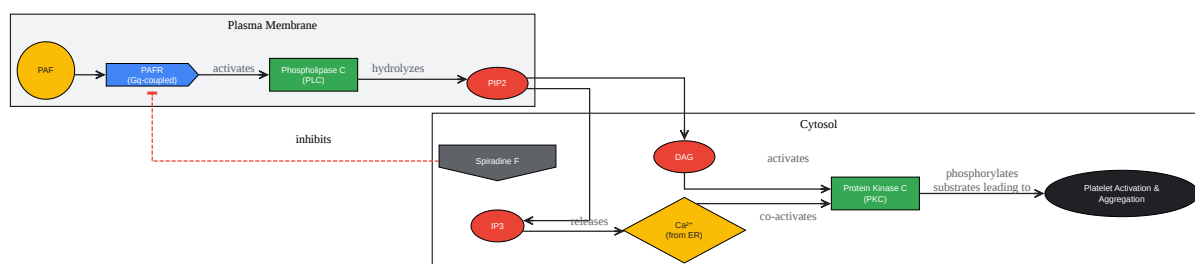 Plasma Membrane
PAF
PAFR
(Gq-coupled)
activates
Phospholipase C
(PLC)
hydrolyzes
PIP2
Cytosol
inhibits
Spiradine F
DAG
activates
Protein Kinase C
(PKC)
phosphorylates
substrates leading to
Platelet Activation &
Aggregation
IP3
releases
Ca²⁺
(from ER)
co-activates